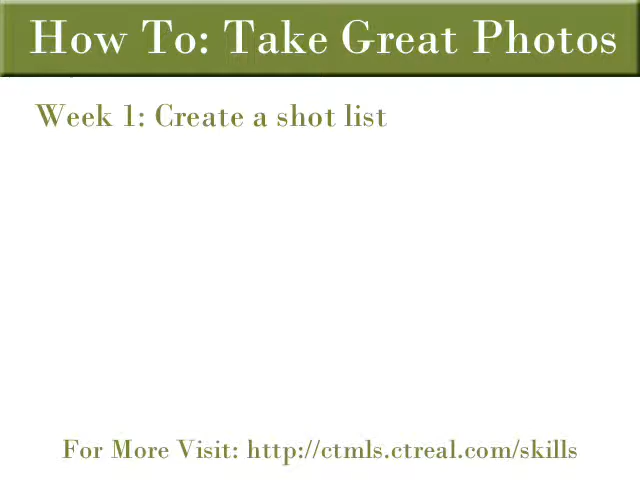 How To: Take Great Photos
Week 1: Create a shot list
For More Visit: http://ctmls.ctreal.com/skills